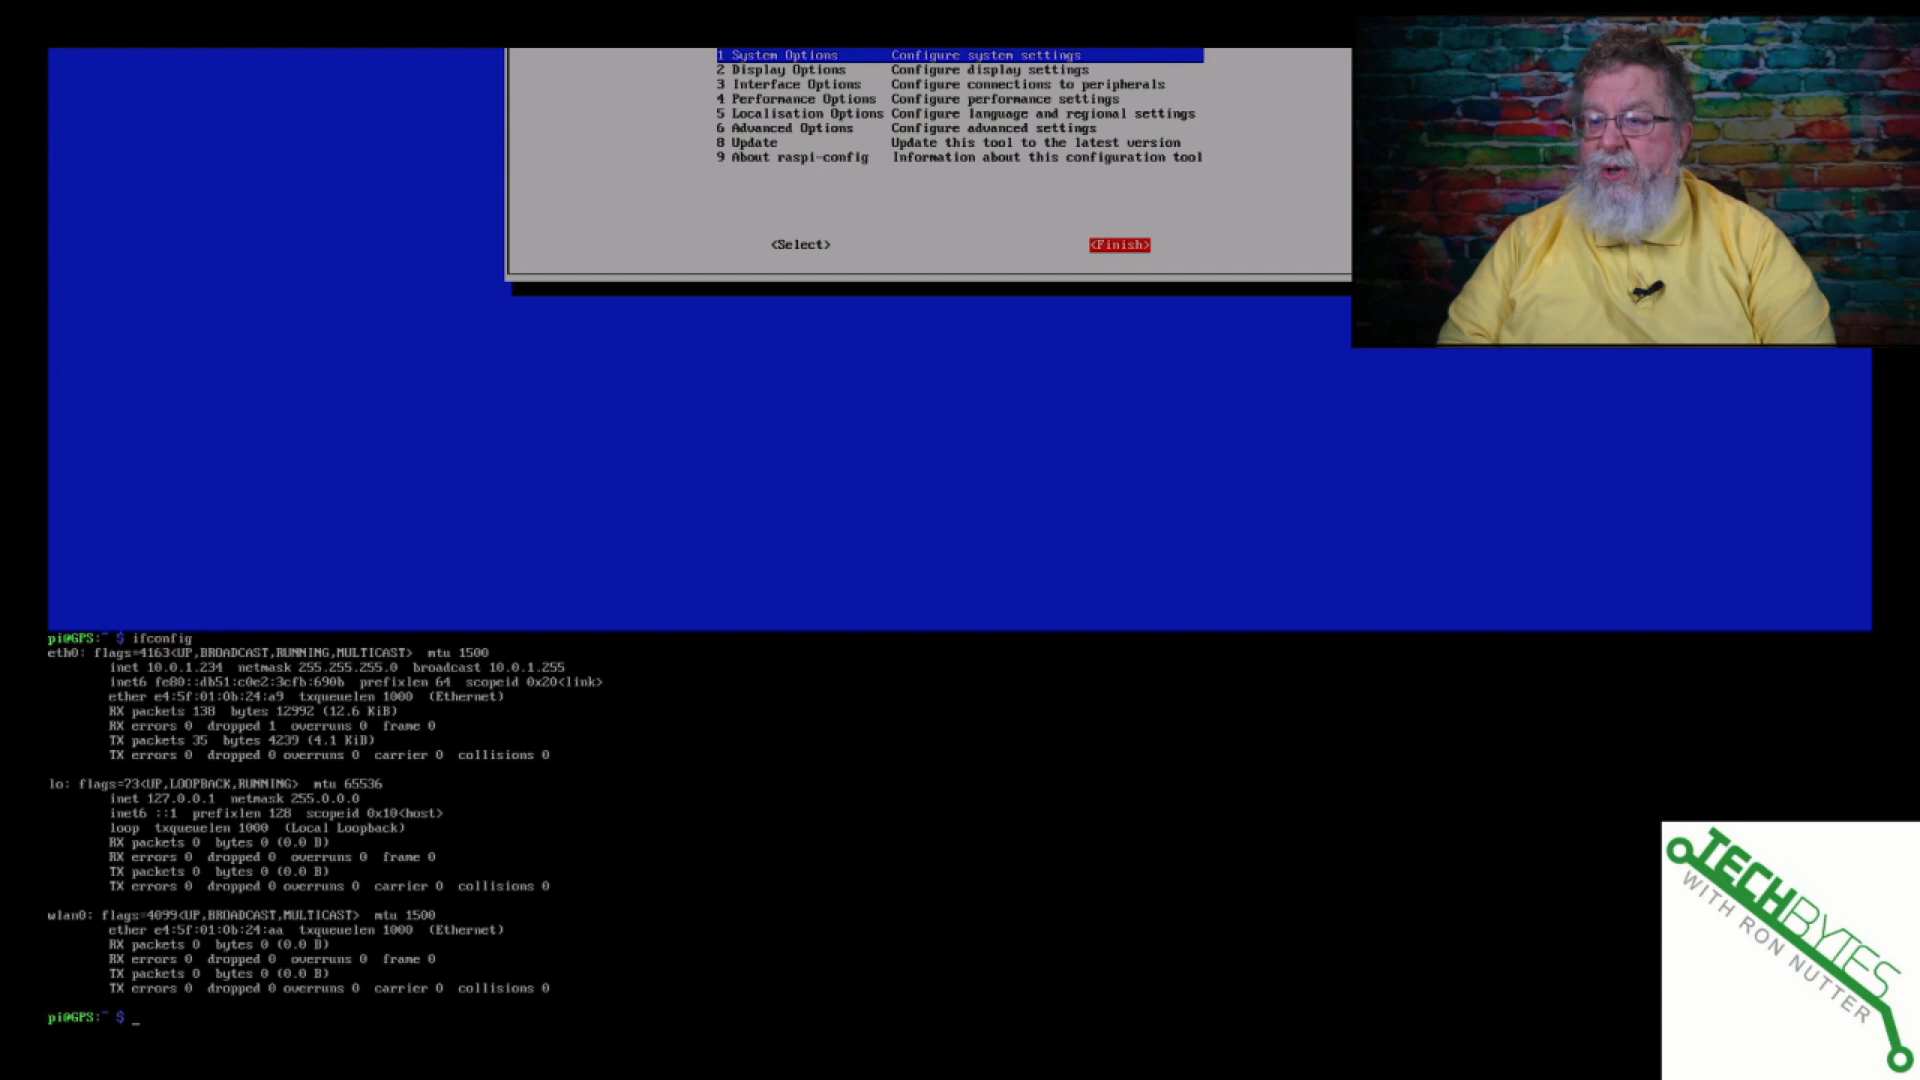 1 System Options Configure system settings
2 Display Options Configure display settings
3 Interface Options Configure connections to peripherals
4 Performance Options Configure performance settings
5 Localisation Options Configure language and regional settings
6 Advanced Options Configure advanced settings
8 Update Update this tool to the latest version
9 About raspi-config Information about this configuration tool
<Select> <Finish>
pi@GPS:~ $ ifconfig
eth0: flags=4163<UP,BROADCAST,RUNNING,MULTICAST> mtu 1500
inet 10.0.1.234 netmask 255.255.255.0 broadcast 10.0.1.255
inet6 fe80::db51:c0e2:3cfb:690b prefixlen 64 scopeid 0x20<link>
ether e4:5f:01:0b:24:a9 txqueuelen 1000 (Ethernet)
RX packets 138 bytes 12992 (12.6 KiB)
RX errors 0 dropped 1 overruns 0 frame 0
TX packets 35 bytes 4239 (4.1 KiB)
TX errors 0 dropped 0 overruns 0 carrier 0 collisions 0
lo: flags=73<UP,LOOPBACK,RUNNING> mtu 65536
inet 127.0.0.1 netmask 255.0.0.0
inet6 ::1 prefixlen 128 scopeid 0x10<host>
loop txqueuelen 1000 (Local Loopback)
RX packets 0 bytes 0 (0.0 B)
RX errors 0 dropped 0 overruns 0 frame 0
TX packets 0 bytes 0 (0.0 B)
TX errors 0 dropped 0 overruns 0 carrier 0 collisions 0
wlan0: flags=4099<UP,BROADCAST,MULTICAST> mtu 1500
ether e4:5f:01:0b:24:aa txqueuelen 1000 (Ethernet)
RX packets 0 bytes 0 (0.0 B)
RX errors 0 dropped 0 overruns 0 frame 0
TX packets 0 bytes 0 (0.0 B)
TX errors 0 dropped 0 overruns 0 carrier 0 collisions 0
pi@GPS:~ $ _
TECHBYTES
WITH RON NUTTER